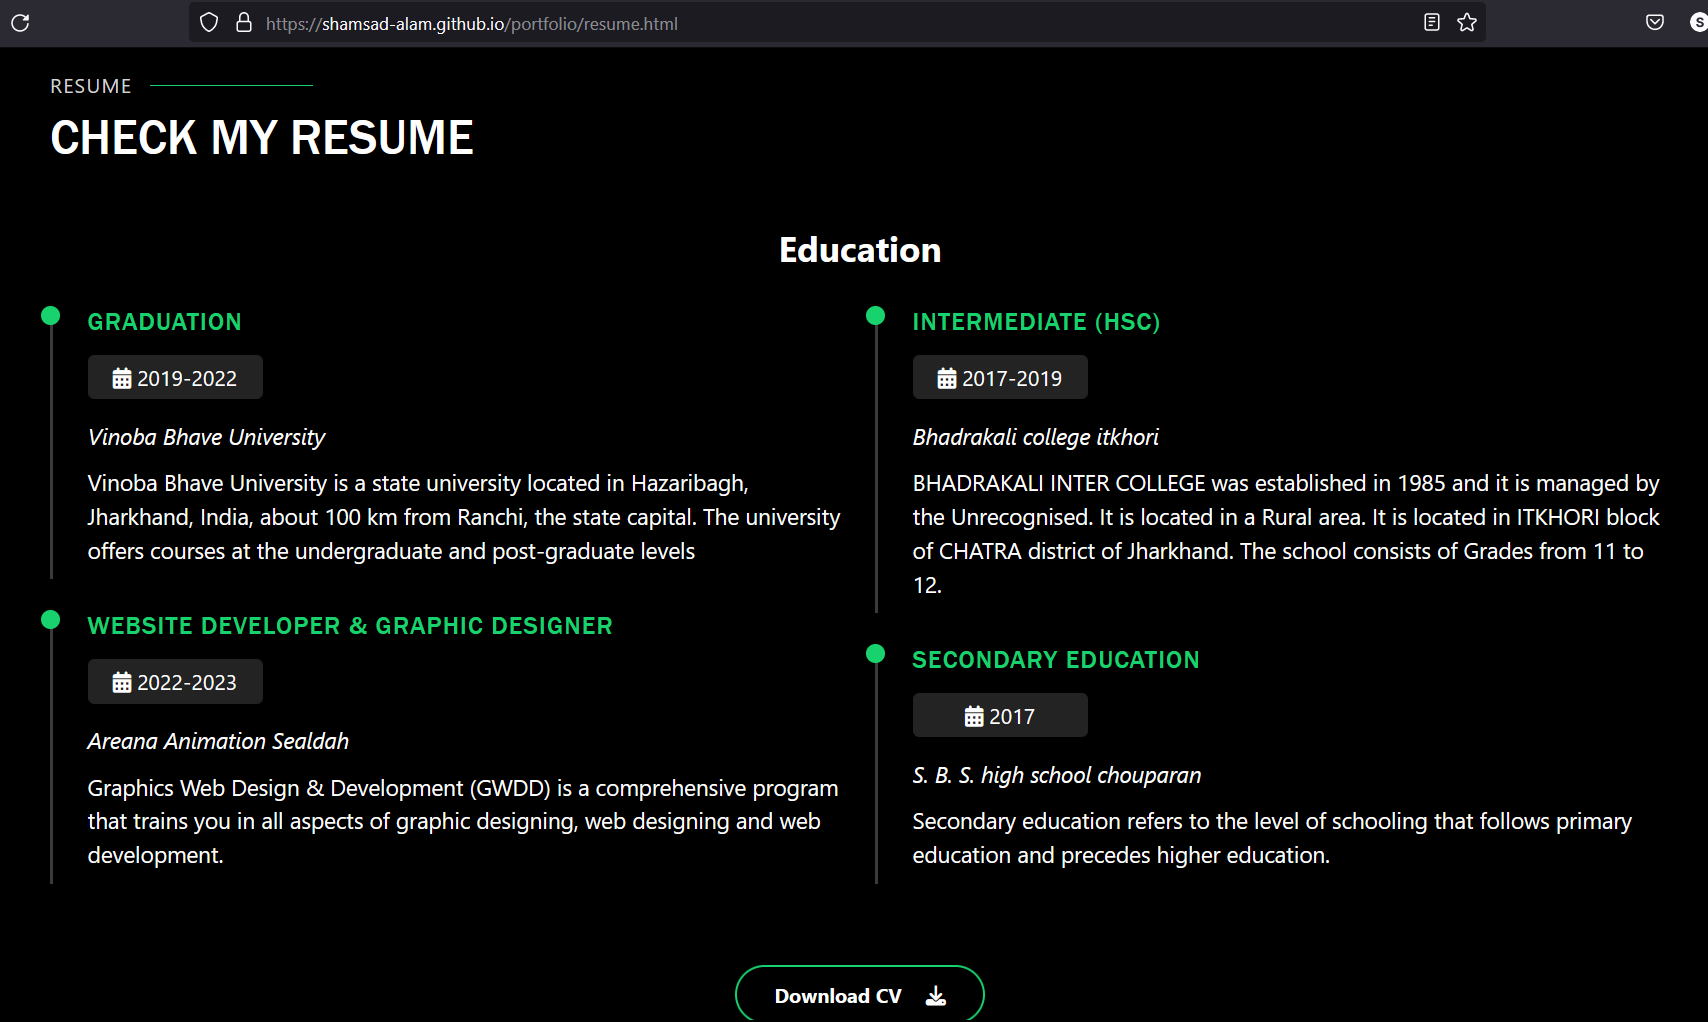 https://shamsad-alam.github.io/portfolio/resume.html
S
RESUME
CHECK MY RESUME
Education
GRADUATION
2019-2022
Vinoba Bhave University
Vinoba Bhave University is a state university located in Hazaribagh,
Jharkhand, India, about 100 km from Ranchi, the state capital. The university
offers courses at the undergraduate and post-graduate levels
WEBSITE DEVELOPER & GRAPHIC DESIGNER
2022-2023
Areana Animation Sealdah
Graphics Web Design & Development (GWDD) is a comprehensive program
that trains you in all aspects of graphic designing, web designing and web
development.
INTERMEDIATE (HSC)
2017-2019
Bhadrakali college itkhori
BHADRAKALI INTER COLLEGE was established in 1985 and it is managed by
the Unrecognised. It is located in a Rural area. It is located in ITKHORI block
of CHATRA district of Jharkhand. The school consists of Grades from 11 to
12.
SECONDARY EDUCATION
2017
S. B. S. high school chouparan
Secondary education refers to the level of schooling that follows primary
education and precedes higher education.
Download CV